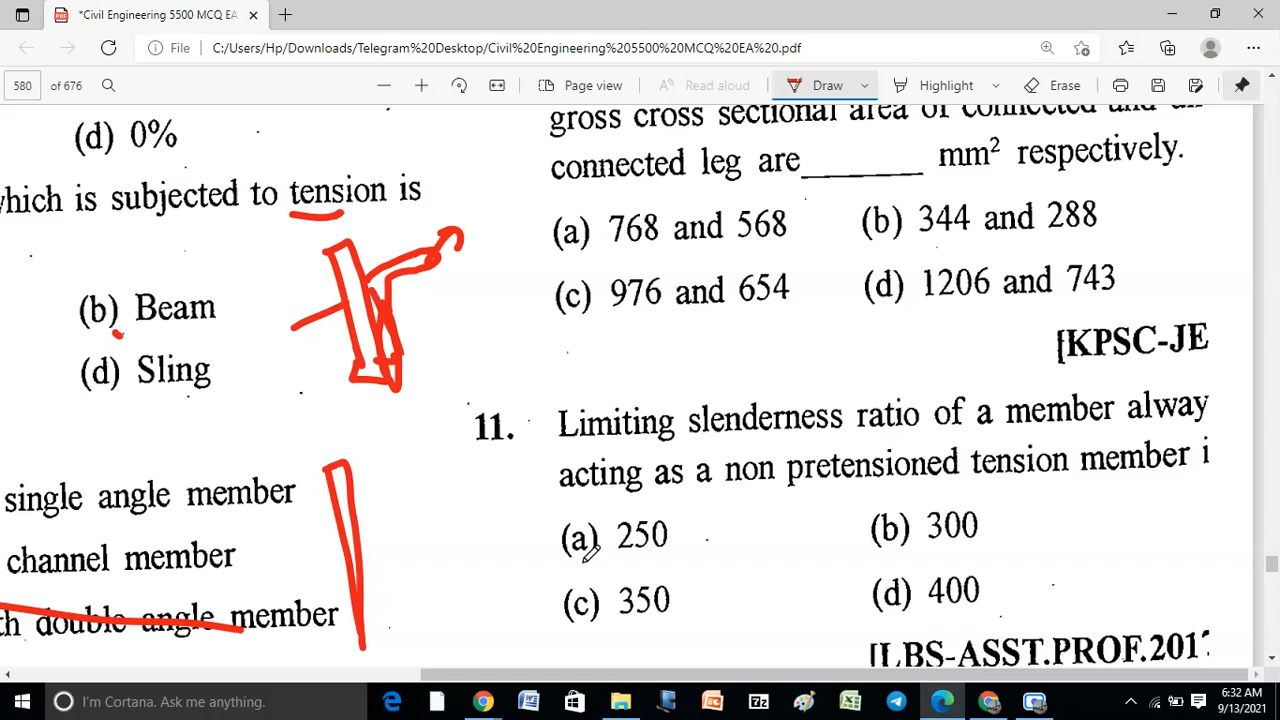 *Civil Engineering 5500 MCQ EA
File C:/Users/Hp/Downloads/Telegram%20Desktop/Civil%20Engineering%205500%20MCQ%20EA%20.pdf
580 of 676 Page view Read aloud Draw Highlight Erase
(d) 0%
which is subjected to tension is
(b) Beam
(d) Sling
single angle member
channel member
th double angle member
gross cross sectional area of connected and un
connected leg are______ mm² respectively.
(a) 768 and 568 (b) 344 and 288
(c) 976 and 654 (d) 1206 and 743
[KPSC-JE
11. Limiting slenderness ratio of a member alway
acting as a non pretensioned tension member i
(a) 250 (b) 300
(c) 350 (d) 400
[LBS-ASST.PROF.201
I'm Cortana. Ask me anything.
6:32 AM
9/13/2021